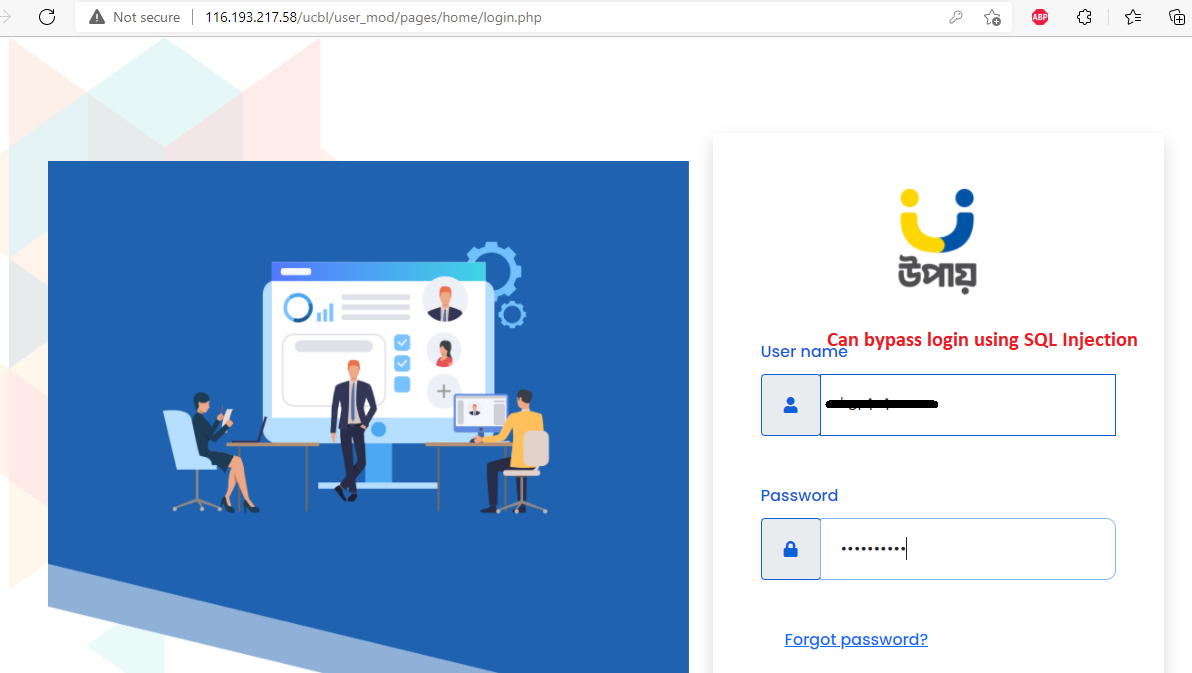 Not secure
116.193.217.58/ucbl/user_mod/pages/home/login.php
ABP
উপায়
Can bypass login using SQL Injection
User name
Password
Forgot password?